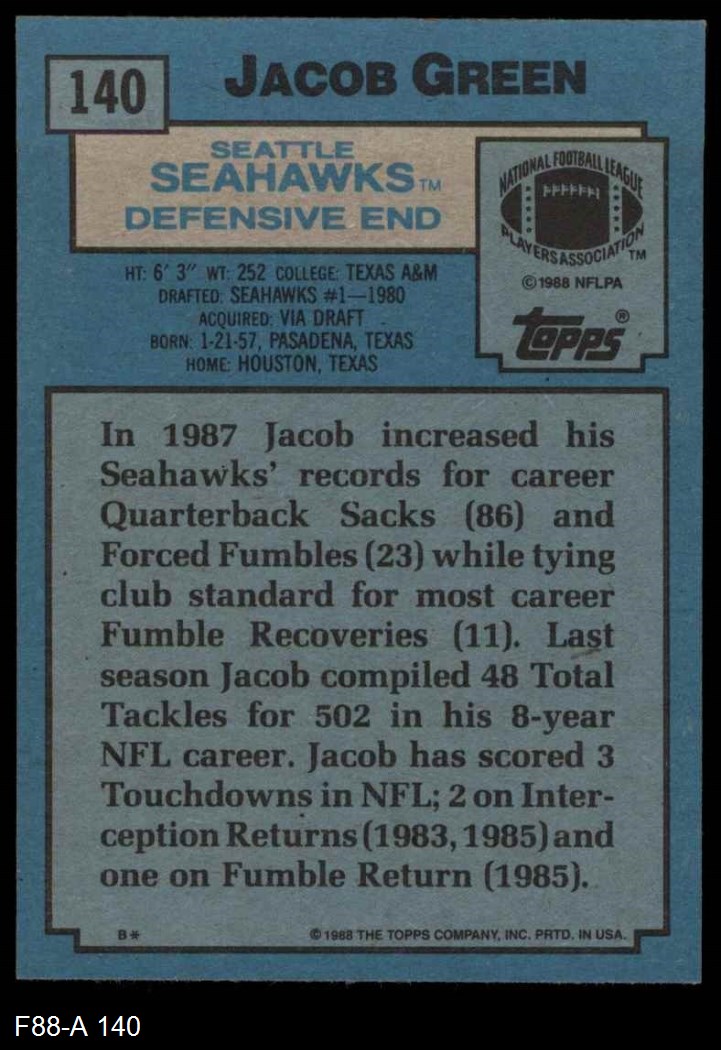 140
JACOB GREEN
SEATTLE
SEAHAWKS TM
DEFENSIVE END
NATIONAL FOOTBALL LEAGUE
PLAYERS ASSOCIATION TM
© 1988 NFLPA
TOPPS®
HT: 6' 3" WT: 252 COLLEGE: TEXAS A&M
DRAFTED: SEAHAWKS #1—1980
ACQUIRED: VIA DRAFT
BORN: 1-21-57, PASADENA, TEXAS
HOME: HOUSTON, TEXAS
In 1987 Jacob increased his
Seahawks' records for career
Quarterback Sacks (86) and
Forced Fumbles (23) while tying
club standard for most career
Fumble Recoveries (11). Last
season Jacob compiled 48 Total
Tackles for 502 in his 8-year
NFL career. Jacob has scored 3
Touchdowns in NFL; 2 on Inter-
ception Returns (1983, 1985) and
one on Fumble Return (1985).
B*
© 1988 THE TOPPS COMPANY, INC. PRTD. IN USA.
F88-A 140